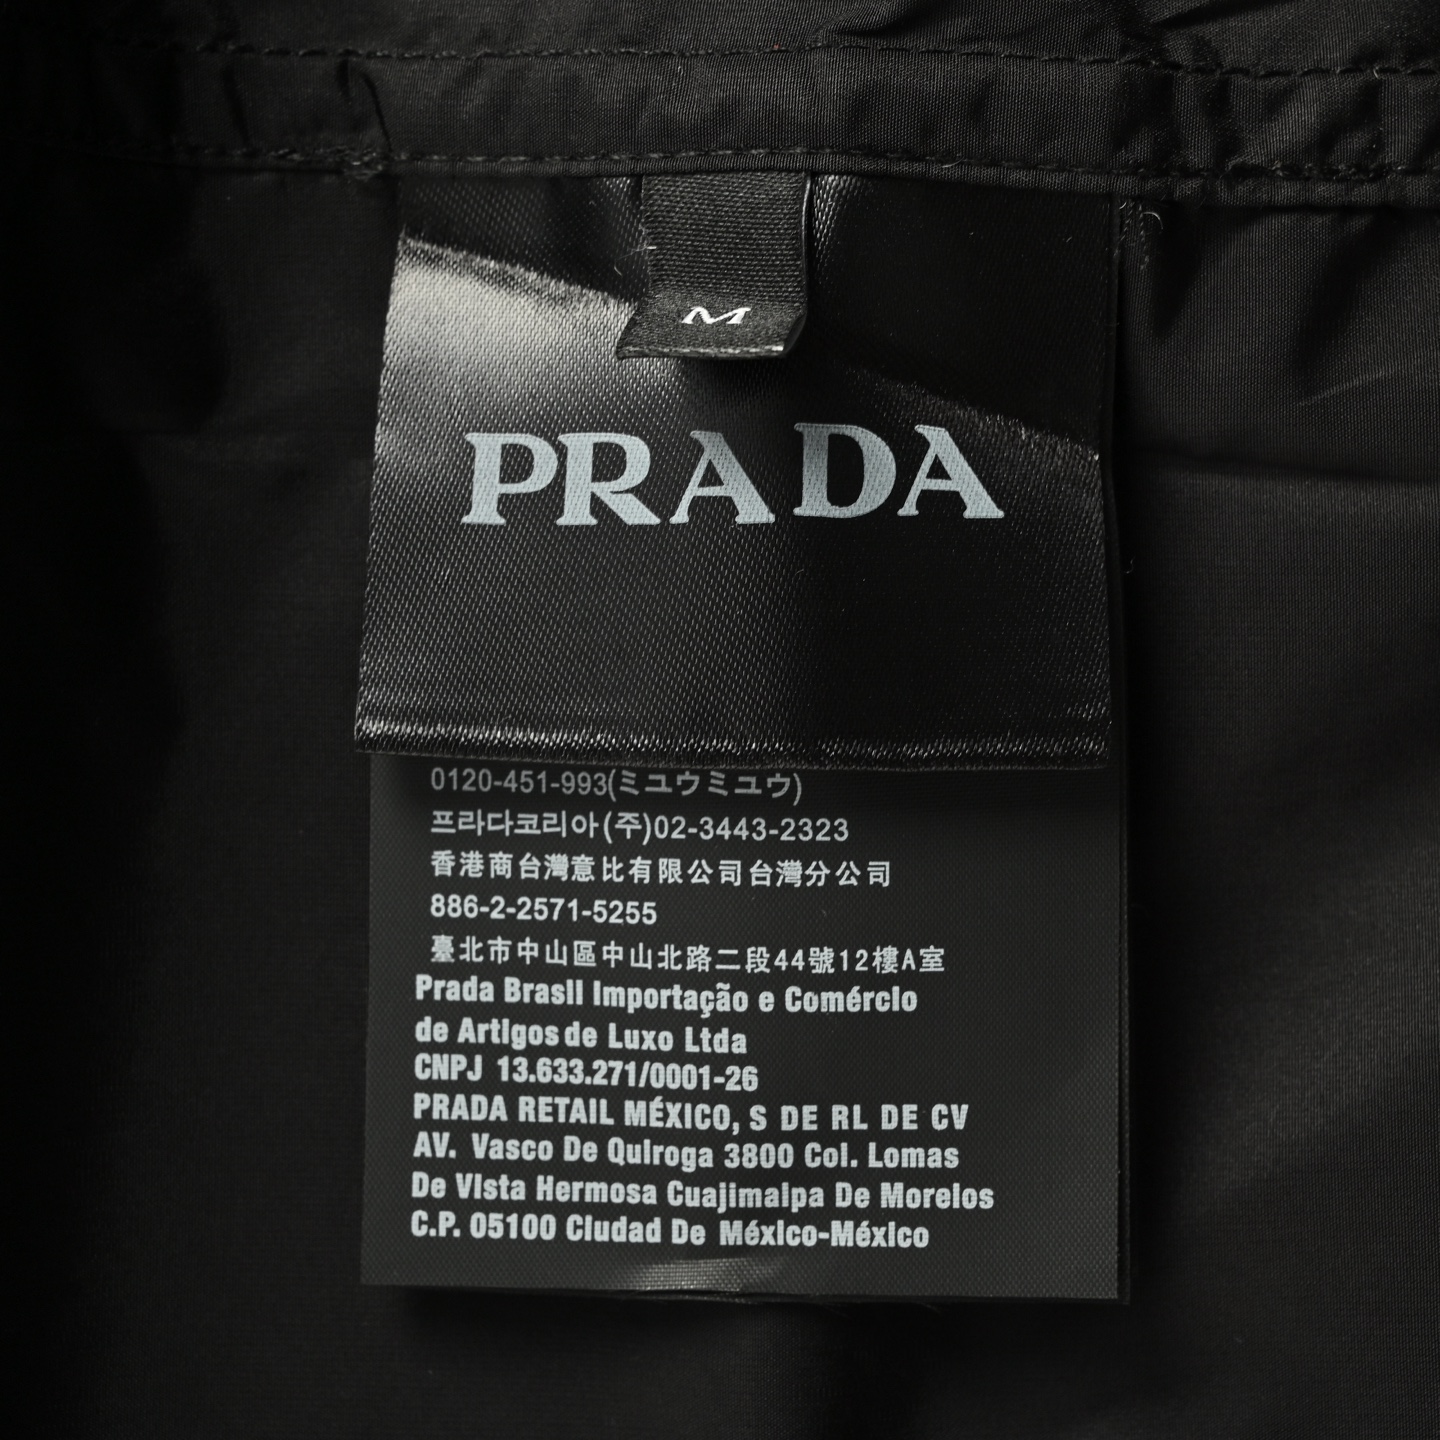 M
PRADA
0120-451-993(ミユウミユウ)
프라다코리아(주)02-3443-2323
香港商台灣意比有限公司台灣分公司
886-2-2571-5255
臺北市中山區中山北路二段44號12樓A室
Prada Brasil Importação e Comércio
de Artigos de Luxo Ltda
CNPJ 13.633.271/0001-26
PRADA RETAIL MÉXICO, S DE RL DE CV
AV. Vasco De Quiroga 3800 Col. Lomas
De Vista Hermosa Cuajimalpa De Morelos
C.P. 05100 Ciudad De México-México